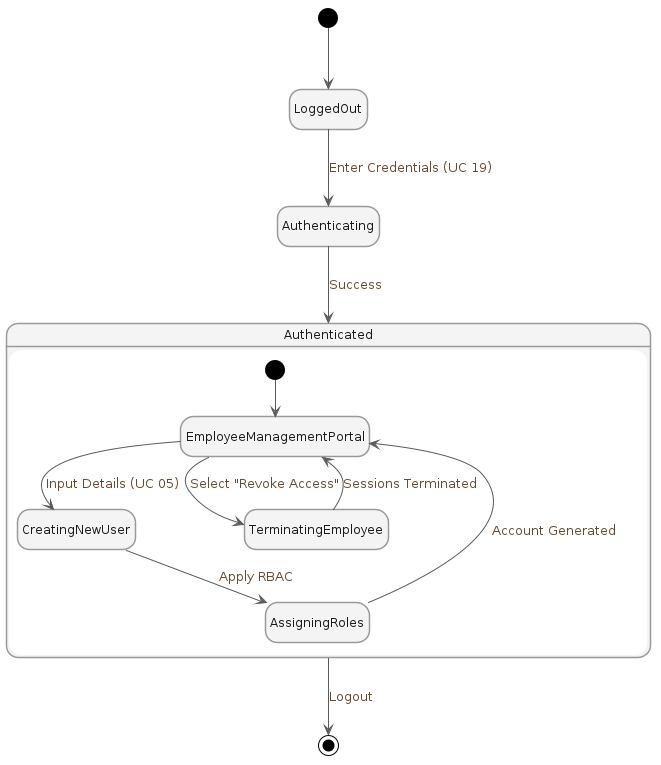 LoggedOut
Enter Credentials (UC 19)
Authenticating
Success
Authenticated
EmployeeManagementPortal
Input Details (UC 05)
Select "Revoke Access"
Sessions Terminated
CreatingNewUser
TerminatingEmployee
Account Generated
Apply RBAC
AssigningRoles
Logout